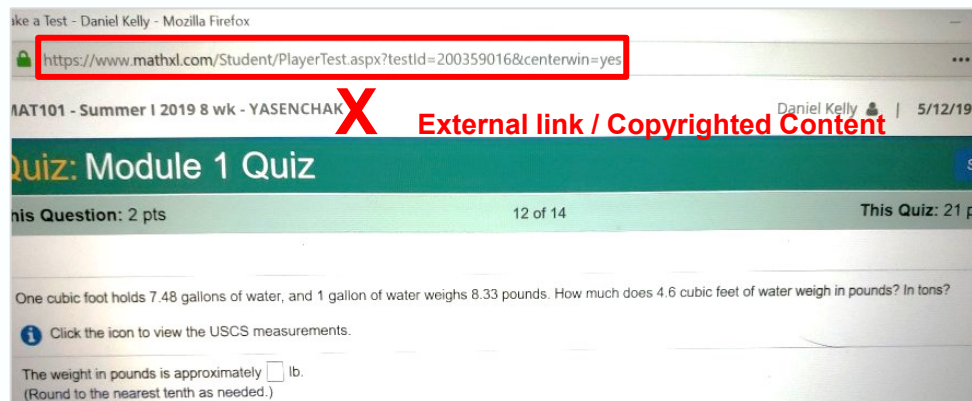 ke a Test - Daniel Kelly - Mozilla Firefox
https://www.mathxl.com/Student/PlayerTest.aspx?testId=200359016&centerwin=yes
MAT101 - Summer I 2019 8 wk - YASENCHAK
X
Daniel Kelly | 5/12/19
External link / Copyrighted Content
Quiz: Module 1 Quiz
his Question: 2 pts
12 of 14
This Quiz: 21 p
One cubic foot holds 7.48 gallons of water, and 1 gallon of water weighs 8.33 pounds. How much does 4.6 cubic feet of water weigh in pounds? In tons?
i Click the icon to view the USCS measurements.
The weight in pounds is approximately lb.
(Round to the nearest tenth as needed.)